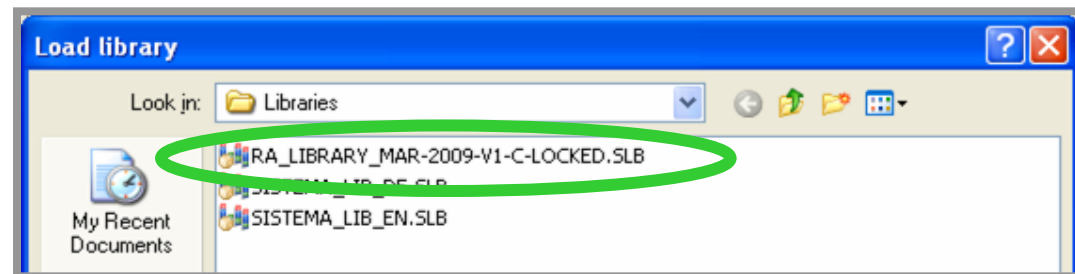 Load library
Look in: Libraries
RA_LIBRARY_MAR-2009-V1-C-LOCKED.SLB
SISTEMA_LIB_DE.SLB
SISTEMA_LIB_EN.SLB
My Recent
Documents